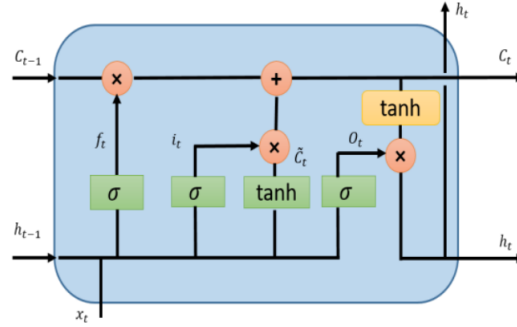 h_t
C_{t-1}
×
+
C_t
tanh
f_t
i_t
×
C̃_t
O_t
×
σ
σ
tanh
σ
h_{t-1}
h_t
x_t